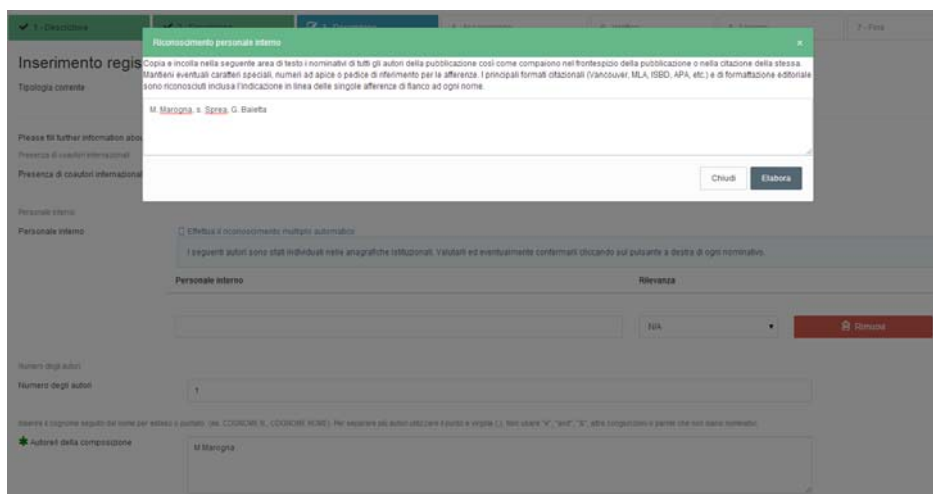 ✔ 1 - Descrizione
7 - Fine
Riconoscimento personale interno
×
Inserimento regis
Copia e incolla nella seguente area di testo i nominativi di tutti gli autori della pubblicazione così come compaiono nel frontespizio della pubblicazione o nella citazione della stessa.
Mantieni eventuali caratteri speciali, numeri ad apice o pedice di riferimento per le afferenze. I principali formati citazionali (Vancouver, MLA, ISBD, APA, etc.) e di formattazione editoriale
sono riconosciuti inclusa l'indicazione in linea delle singole afferenze di fianco ad ogni nome.
Tipologia corrente
M. Marogna, s. Sprea, G. Baietta
Please fill further information abou
Presenza di coautori internazionali
Presenza di coautori internazional
Chiudi
Elabora
Personale interno
Personale interno
Effettua il riconoscimento multiplo automatico
I seguenti autori sono stati individuati nelle anagrafiche istituzionali. Valutarli ed eventualmente confermarli cliccando sul pulsante a destra di ogni nominativo.
Personale interno
Rilevanza
N/A
Rimuovi
Numero degli autori
Numero degli autori
1
Autore/i della composizione
M.Marogna